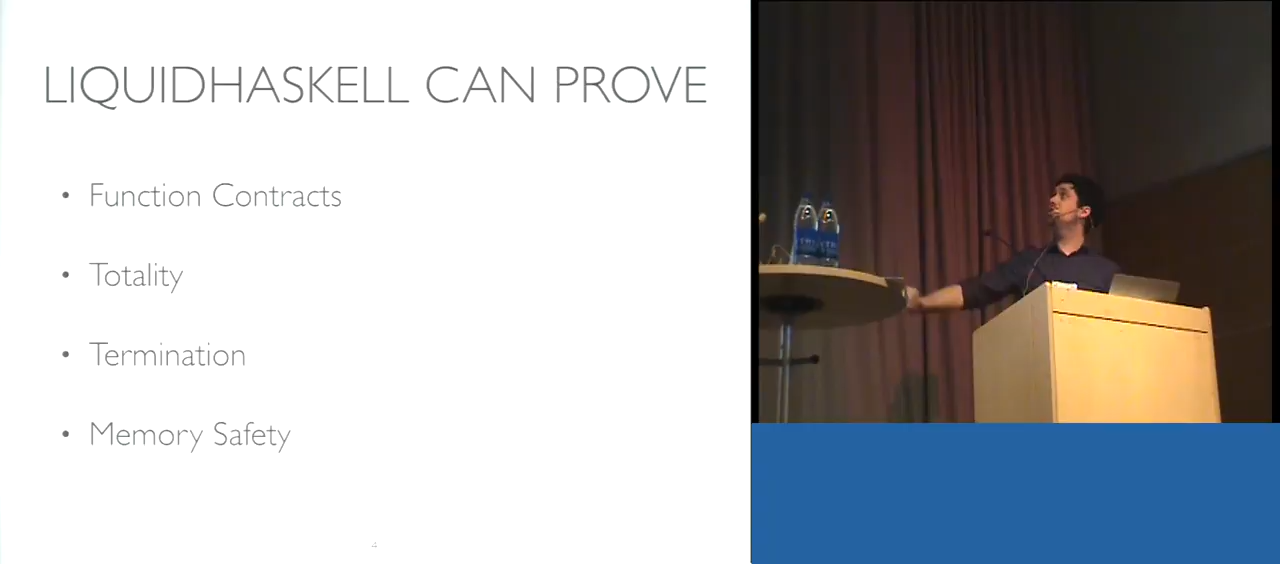 LIQUIDHASKELL CAN PROVE
• Function Contracts
• Totality
• Termination
• Memory Safety